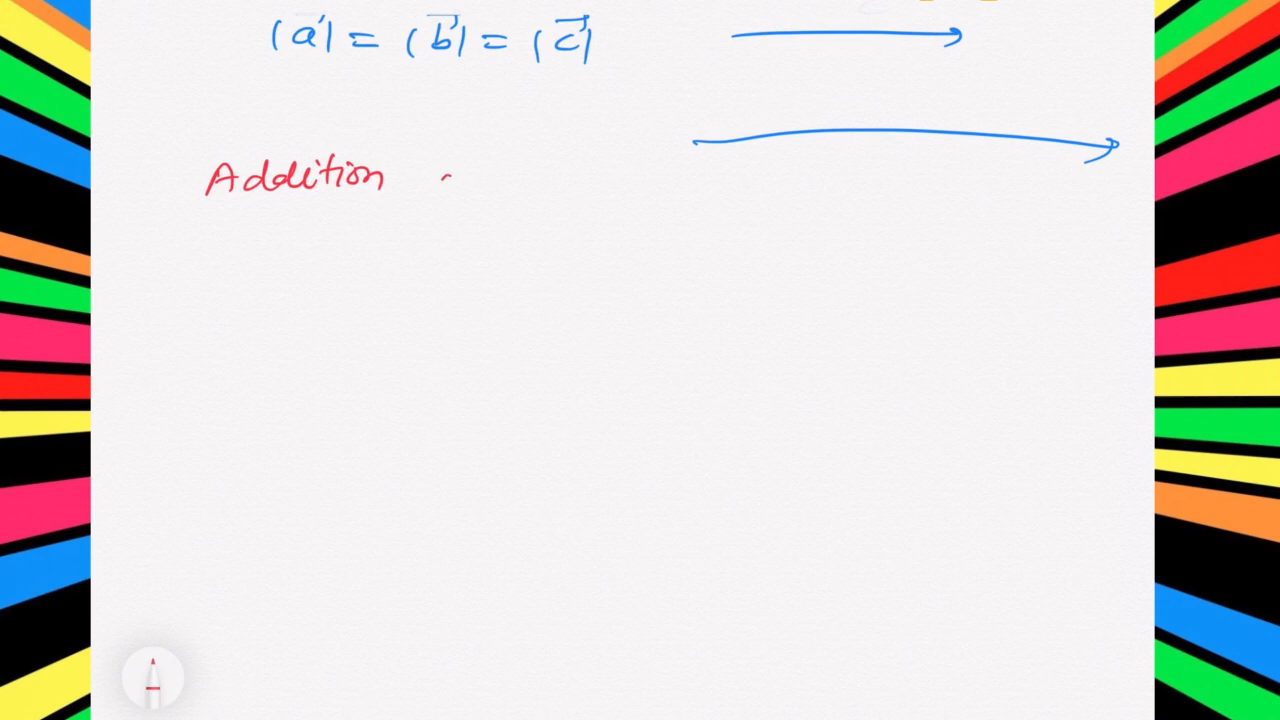 |a⃗| = |b⃗| = |c⃗|
Addition